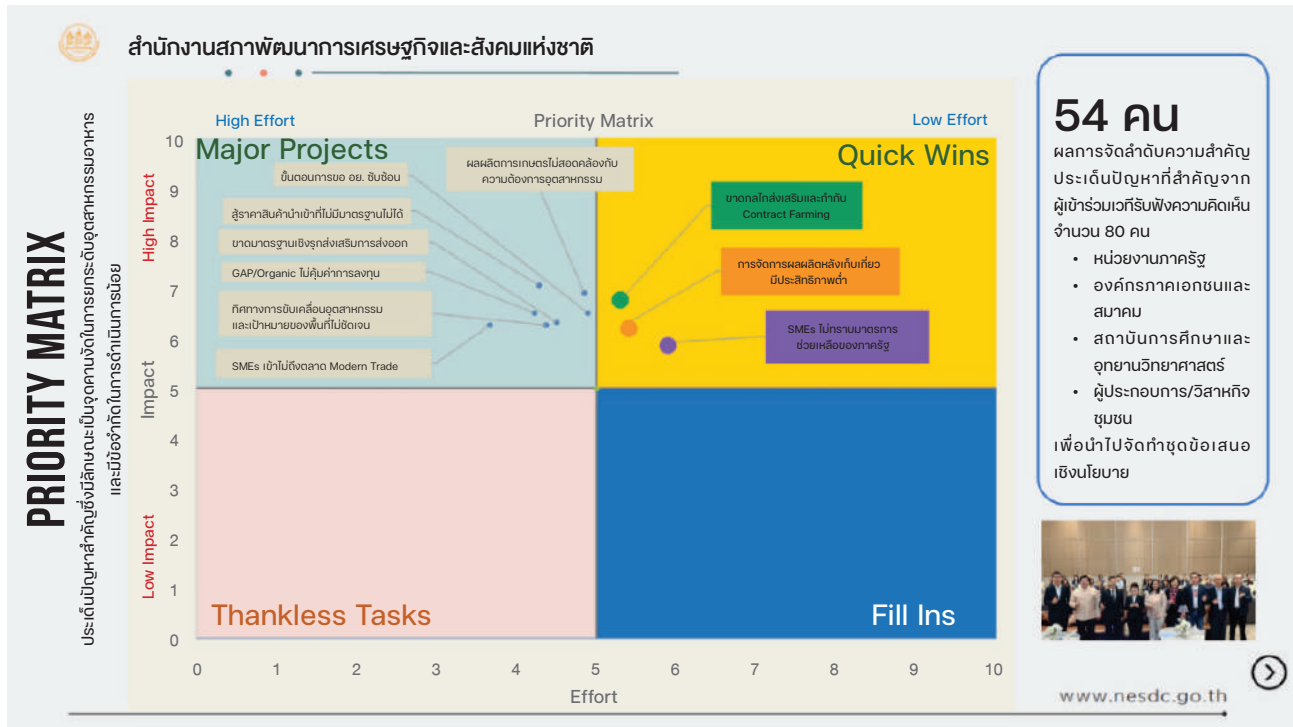 สำนักงานสภาพัฒนาการเศรษฐกิจและสังคมแห่งชาติ
PRIORITY MATRIX
ประเด็นปัญหาสำคัญซึ่งมีลักษณะเป็นจุดคานงัดในการยกระดับอุตสาหกรรมอาหาร
และมีข้อจำกัดในการดำเนินการน้อย
High Effort
Priority Matrix
Low Effort
Major Projects
Quick Wins
ขั้นตอนการขอ อย. ซับซ้อน
ผลผลิตการเกษตรไม่สอดคล้องกับ
ความต้องการอุตสาหกรรม
สู้ราคาสินค้านำเข้าที่ไม่มีมาตรฐานไม่ได้
ขาดมาตรฐานเชิงรุกส่งเสริมการส่งออก
GAP/Organic ไม่คุ้มค่าการลงทุน
ทิศทางการขับเคลื่อนอุตสาหกรรม
และเป้าหมายของพื้นที่ไม่ชัดเจน
SMEs เข้าไม่ถึงตลาด Modern Trade
ขาดกลไกส่งเสริมและกำกับ
Contract Farming
การจัดการผลผลิตหลังเก็บเกี่ยว
มีประสิทธิภาพต่ำ
SMEs ไม่ทราบมาตรการ
ช่วยเหลือของภาครัฐ
High Impact
Impact
Low Impact
10
9
8
7
6
5
4
3
2
1
0
Thankless Tasks
Fill Ins
0 1 2 3 4 5 6 7 8 9 10
Effort
54 คน
ผลการจัดลำดับความสำคัญ
ประเด็นปัญหาที่สำคัญจาก
ผู้เข้าร่วมเวทีรับฟังความคิดเห็น
จำนวน 80 คน
• หน่วยงานภาครัฐ
• องค์กรภาคเอกชนและ
สมาคม
• สถาบันการศึกษาและ
อุทยานวิทยาศาสตร์
• ผู้ประกอบการ/วิสาหกิจ
ชุมชน
เพื่อนำไปจัดทำชุดข้อเสนอ
เชิงนโยบาย
www.nesdc.go.th